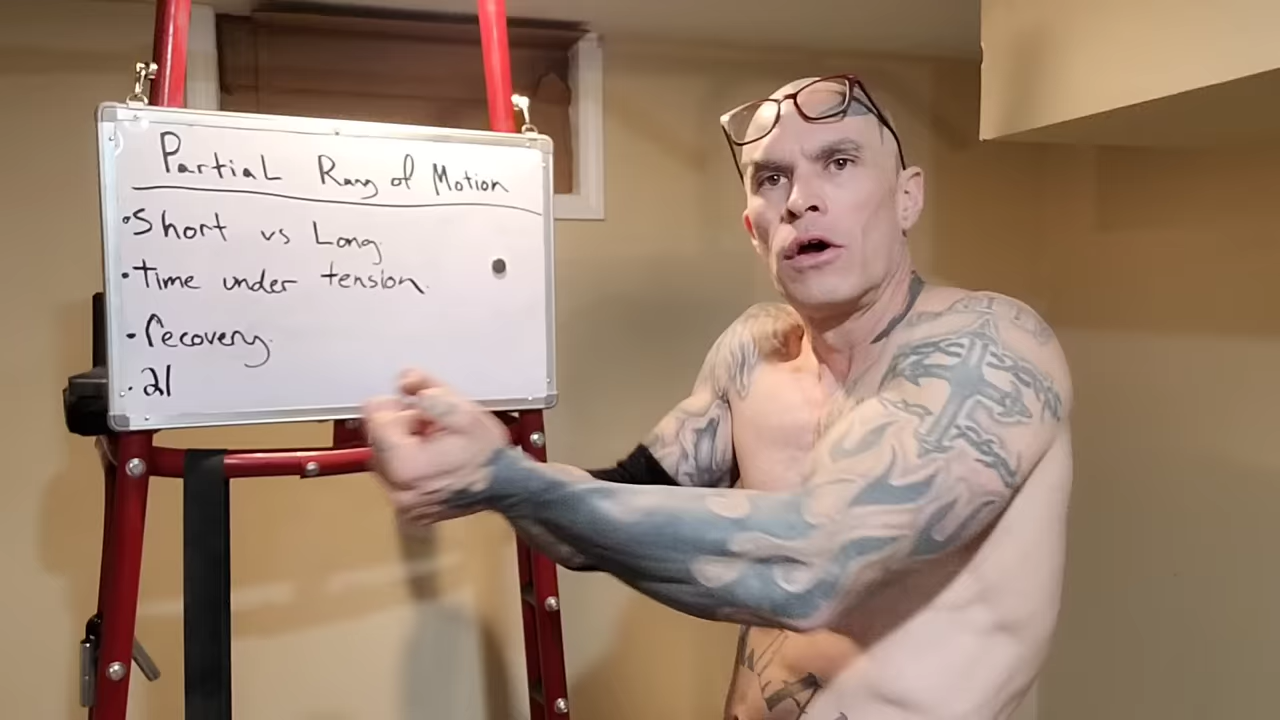 Partial Rang of Motion
• Short vs Long
• Time under tension
• recovery
• 21